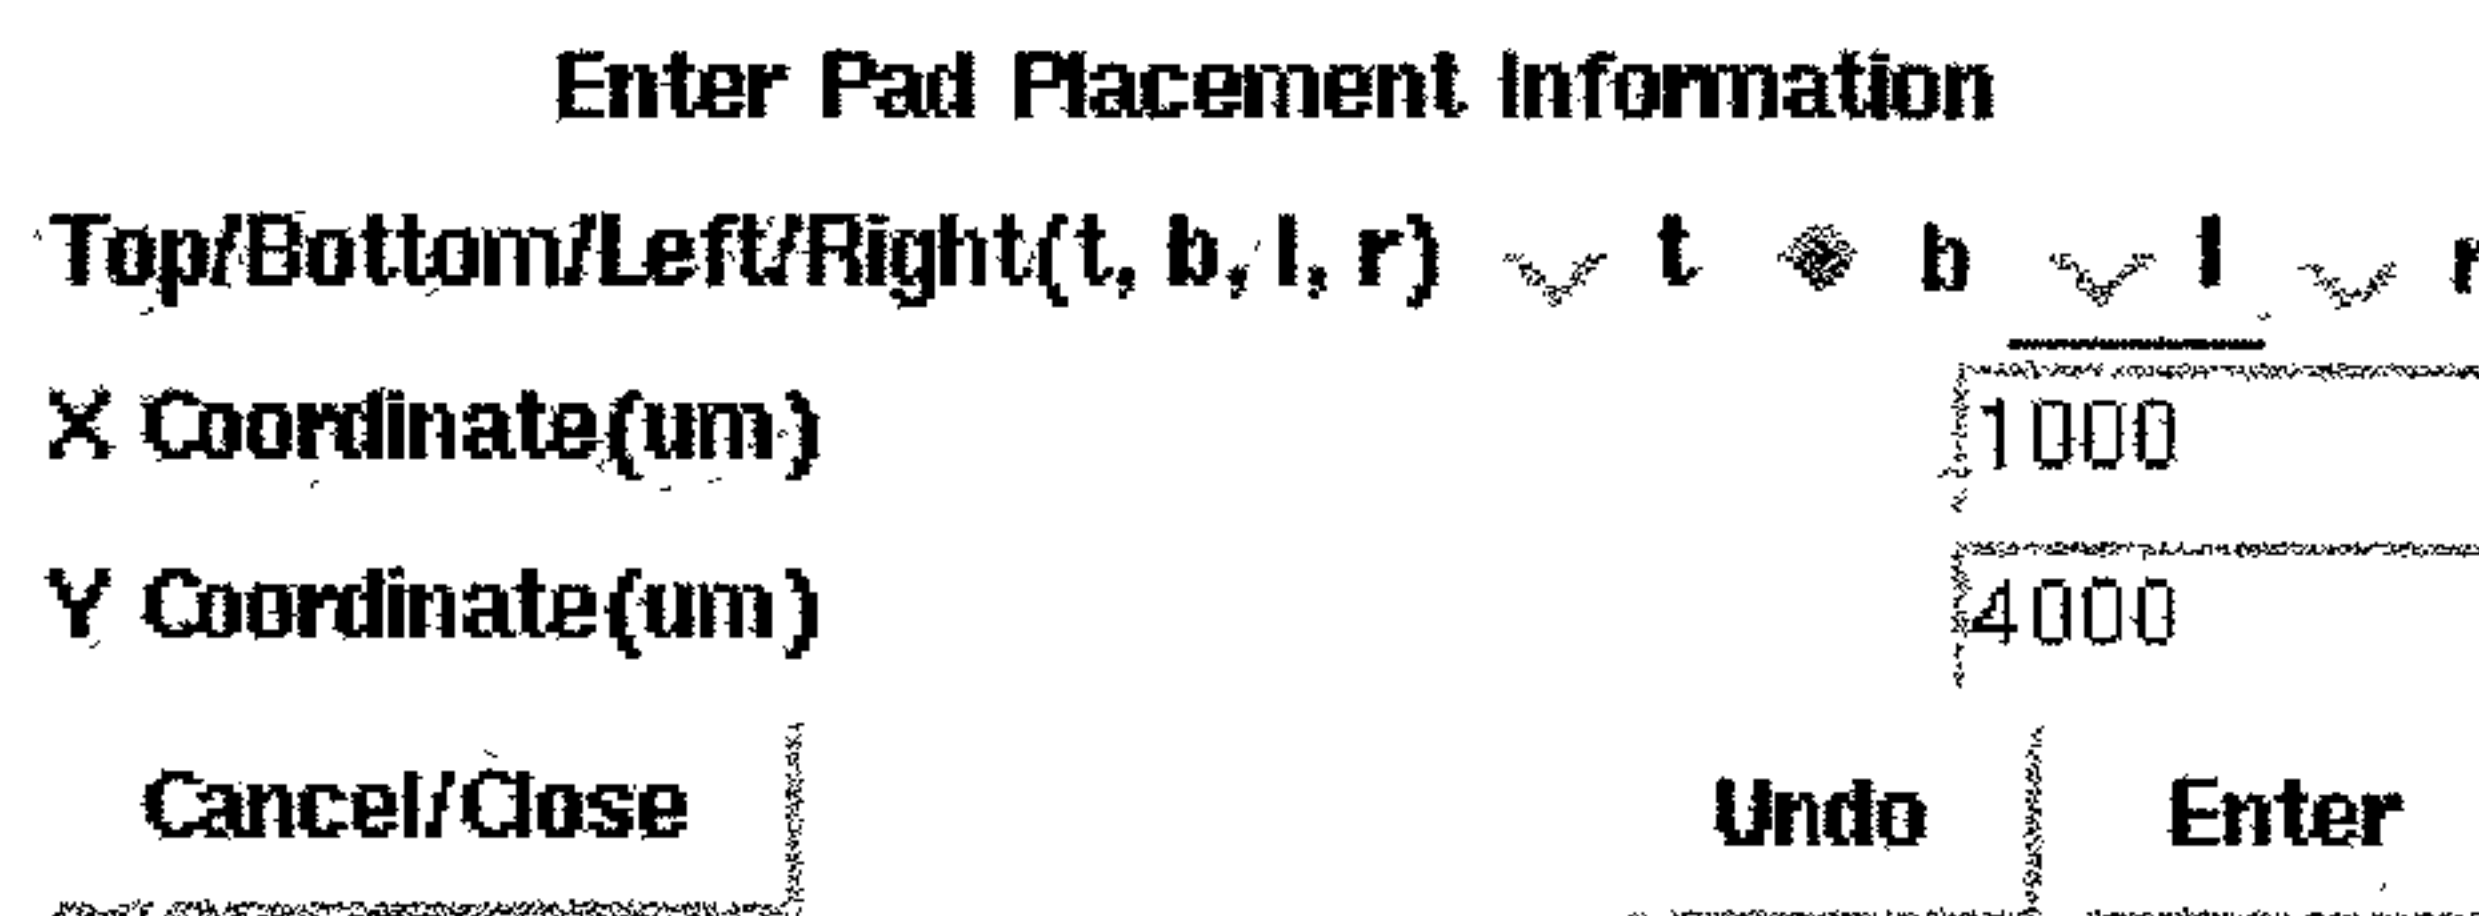 Enter Pad Placement Information
Top/Bottom/Left/Right(t, b, l, r) t b l r
X Coordinate(um) 1000
Y Coordinate(um) 4000
Cancel/Close Undo Enter